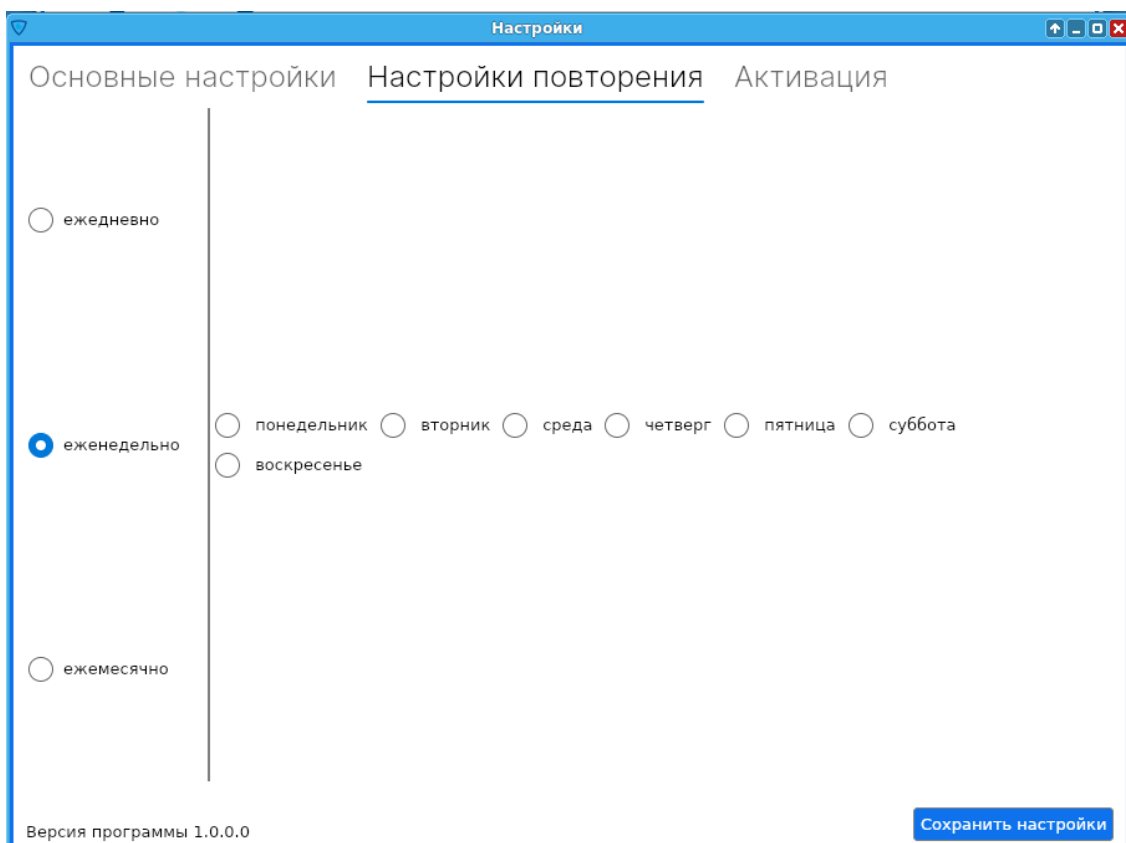 Настройки
Основные настройки Настройки повторения Активация
ежедневно
понедельник вторник среда четверг пятница суббота
еженедельно
воскресенье
ежемесячно
Версия программы 1.0.0.0
Сохранить настройки